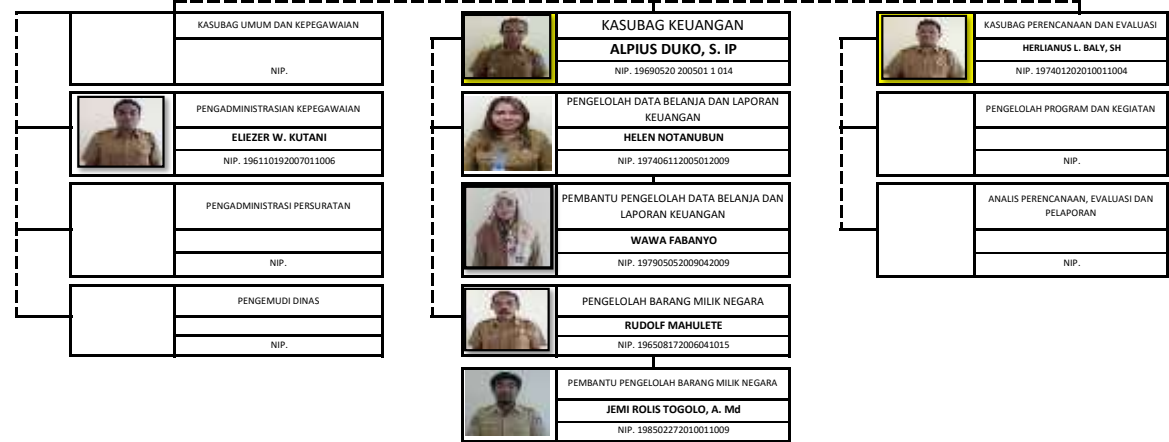 KASUBAG UMUM DAN KEPEGAWAIAN
NIP.
PENGADMINISTRASIAN KEPEGAWAIAN
ELIEZER W. KUTANI
NIP. 196110192007011006
PENGADMINISTRASI PERSURATAN
NIP.
PENGEMUDI DINAS
NIP.
KASUBAG KEUANGAN
ALPIUS DUKO, S. IP
NIP. 19690520 200501 1 014
PENGELOLAH DATA BELANJA DAN LAPORAN
KEUANGAN
HELEN NOTANUBUN
NIP. 197406112005012009
PEMBANTU PENGELOLAH DATA BELANJA DAN
LAPORAN KEUANGAN
WAWA FABANYO
NIP. 197905052009042009
PENGELOLAH BARANG MILIK NEGARA
RUDOLF MAHULETE
NIP. 196508172006041015
PEMBANTU PENGELOLAH BARANG MILIK NEGARA
JEMI ROLIS TOGOLO, A. Md
NIP. 198502272010011009
KASUBAG PERENCANAAN DAN EVALUASI
HERLIANUS L. BALY, SH
NIP. 197401202010011004
PENGELOLAH PROGRAM DAN KEGIATAN
NIP.
ANALIS PERENCANAAN, EVALUASI DAN
PELAPORAN
NIP.